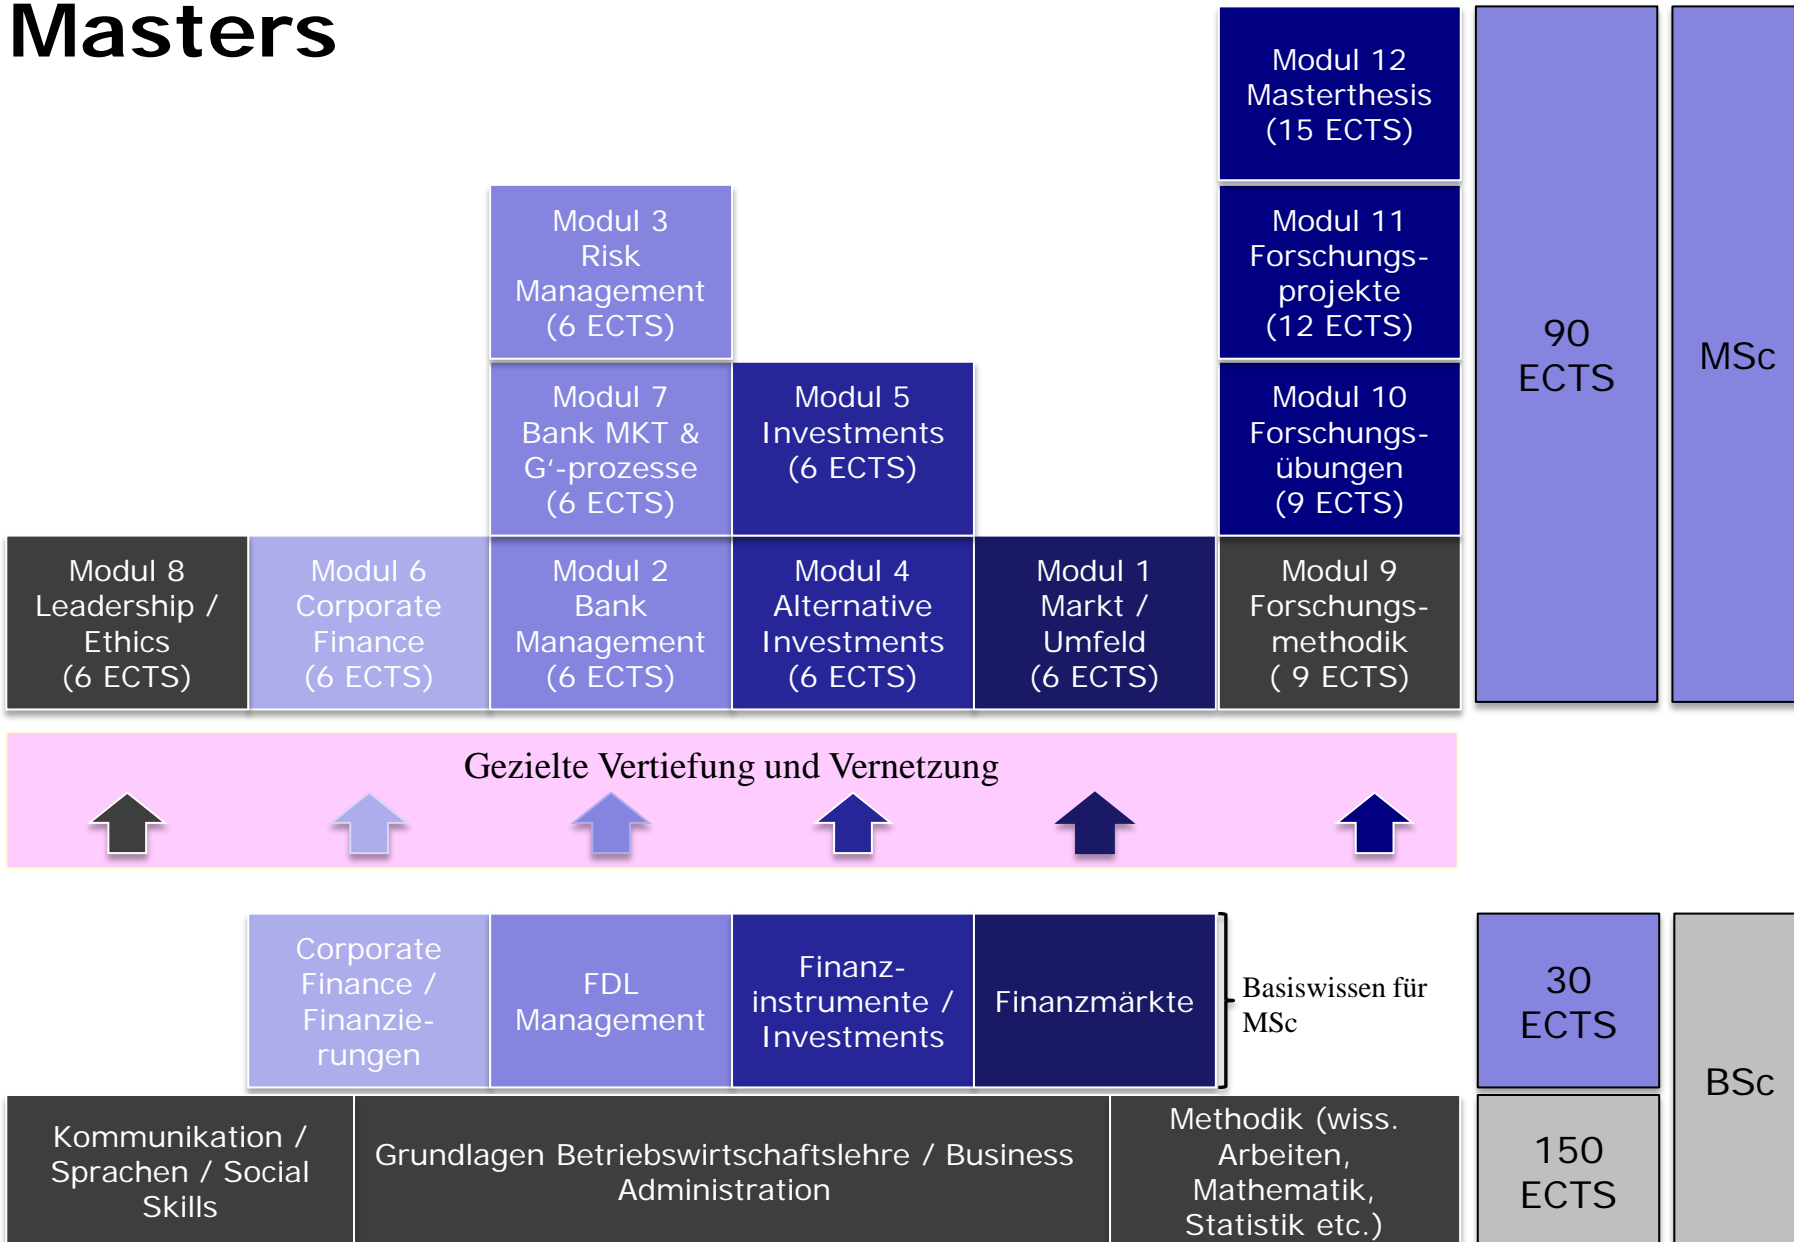 Masters
Modul 12
Masterthesis
(15 ECTS)
Modul 3
Risk
Management
(6 ECTS)
Modul 11
Forschungs-
projekte
(12 ECTS)
90
ECTS
MSc
Modul 7
Bank MKT &
G‘-prozesse
(6 ECTS)
Modul 5
Investments
(6 ECTS)
Modul 10
Forschungs-
übungen
(9 ECTS)
Modul 8
Leadership /
Ethics
(6 ECTS)
Modul 6
Corporate
Finance
(6 ECTS)
Modul 2
Bank
Management
(6 ECTS)
Modul 4
Alternative
Investments
(6 ECTS)
Modul 1
Markt /
Umfeld
(6 ECTS)
Modul 9
Forschungs-
methodik
( 9 ECTS)
Gezielte Vertiefung und Vernetzung
Corporate
Finance /
Finanzie-
rungen
FDL
Management
Finanz-
instrumente /
Investments
Finanzmärkte
Basiswissen für
MSc
30
ECTS
BSc
Kommunikation /
Sprachen / Social
Skills
Grundlagen Betriebswirtschaftslehre / Business
Administration
Methodik (wiss.
Arbeiten,
Mathematik,
Statistik etc.)
150
ECTS